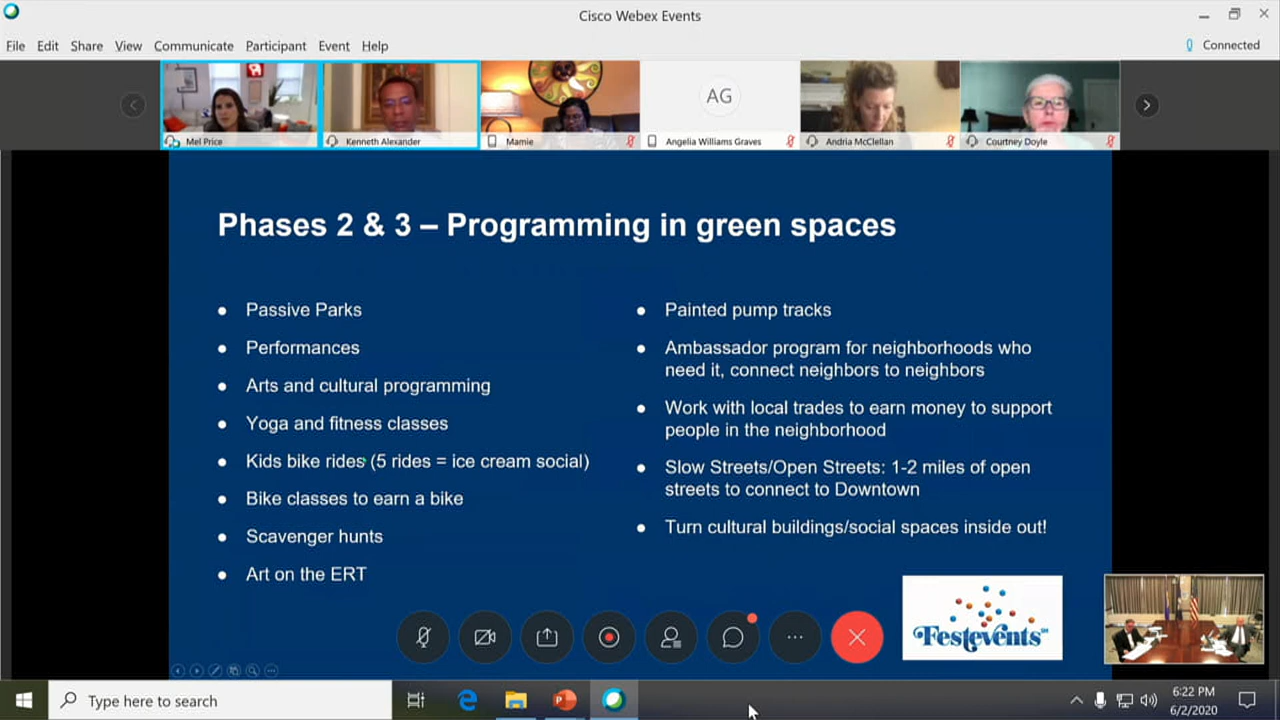 Cisco Webex Events
File Edit Share View Communicate Participant Event Help
Connected
AG
Mel Price
Kenneth Alexander
Mamie
Angelia Williams Graves
Andria McClellan
Courtney Doyle
Phases 2 & 3 – Programming in green spaces
● Passive Parks
● Performances
● Arts and cultural programming
● Yoga and fitness classes
● Kids bike rides (5 rides = ice cream social)
● Bike classes to earn a bike
● Scavenger hunts
● Art on the ERT
● Painted pump tracks
● Ambassador program for neighborhoods who
need it, connect neighbors to neighbors
● Work with local trades to earn money to support
people in the neighborhood
● Slow Streets/Open Streets: 1-2 miles of open
streets to connect to Downtown
● Turn cultural buildings/social spaces inside out!
Festevents
Type here to search
6:22 PM
6/2/2020